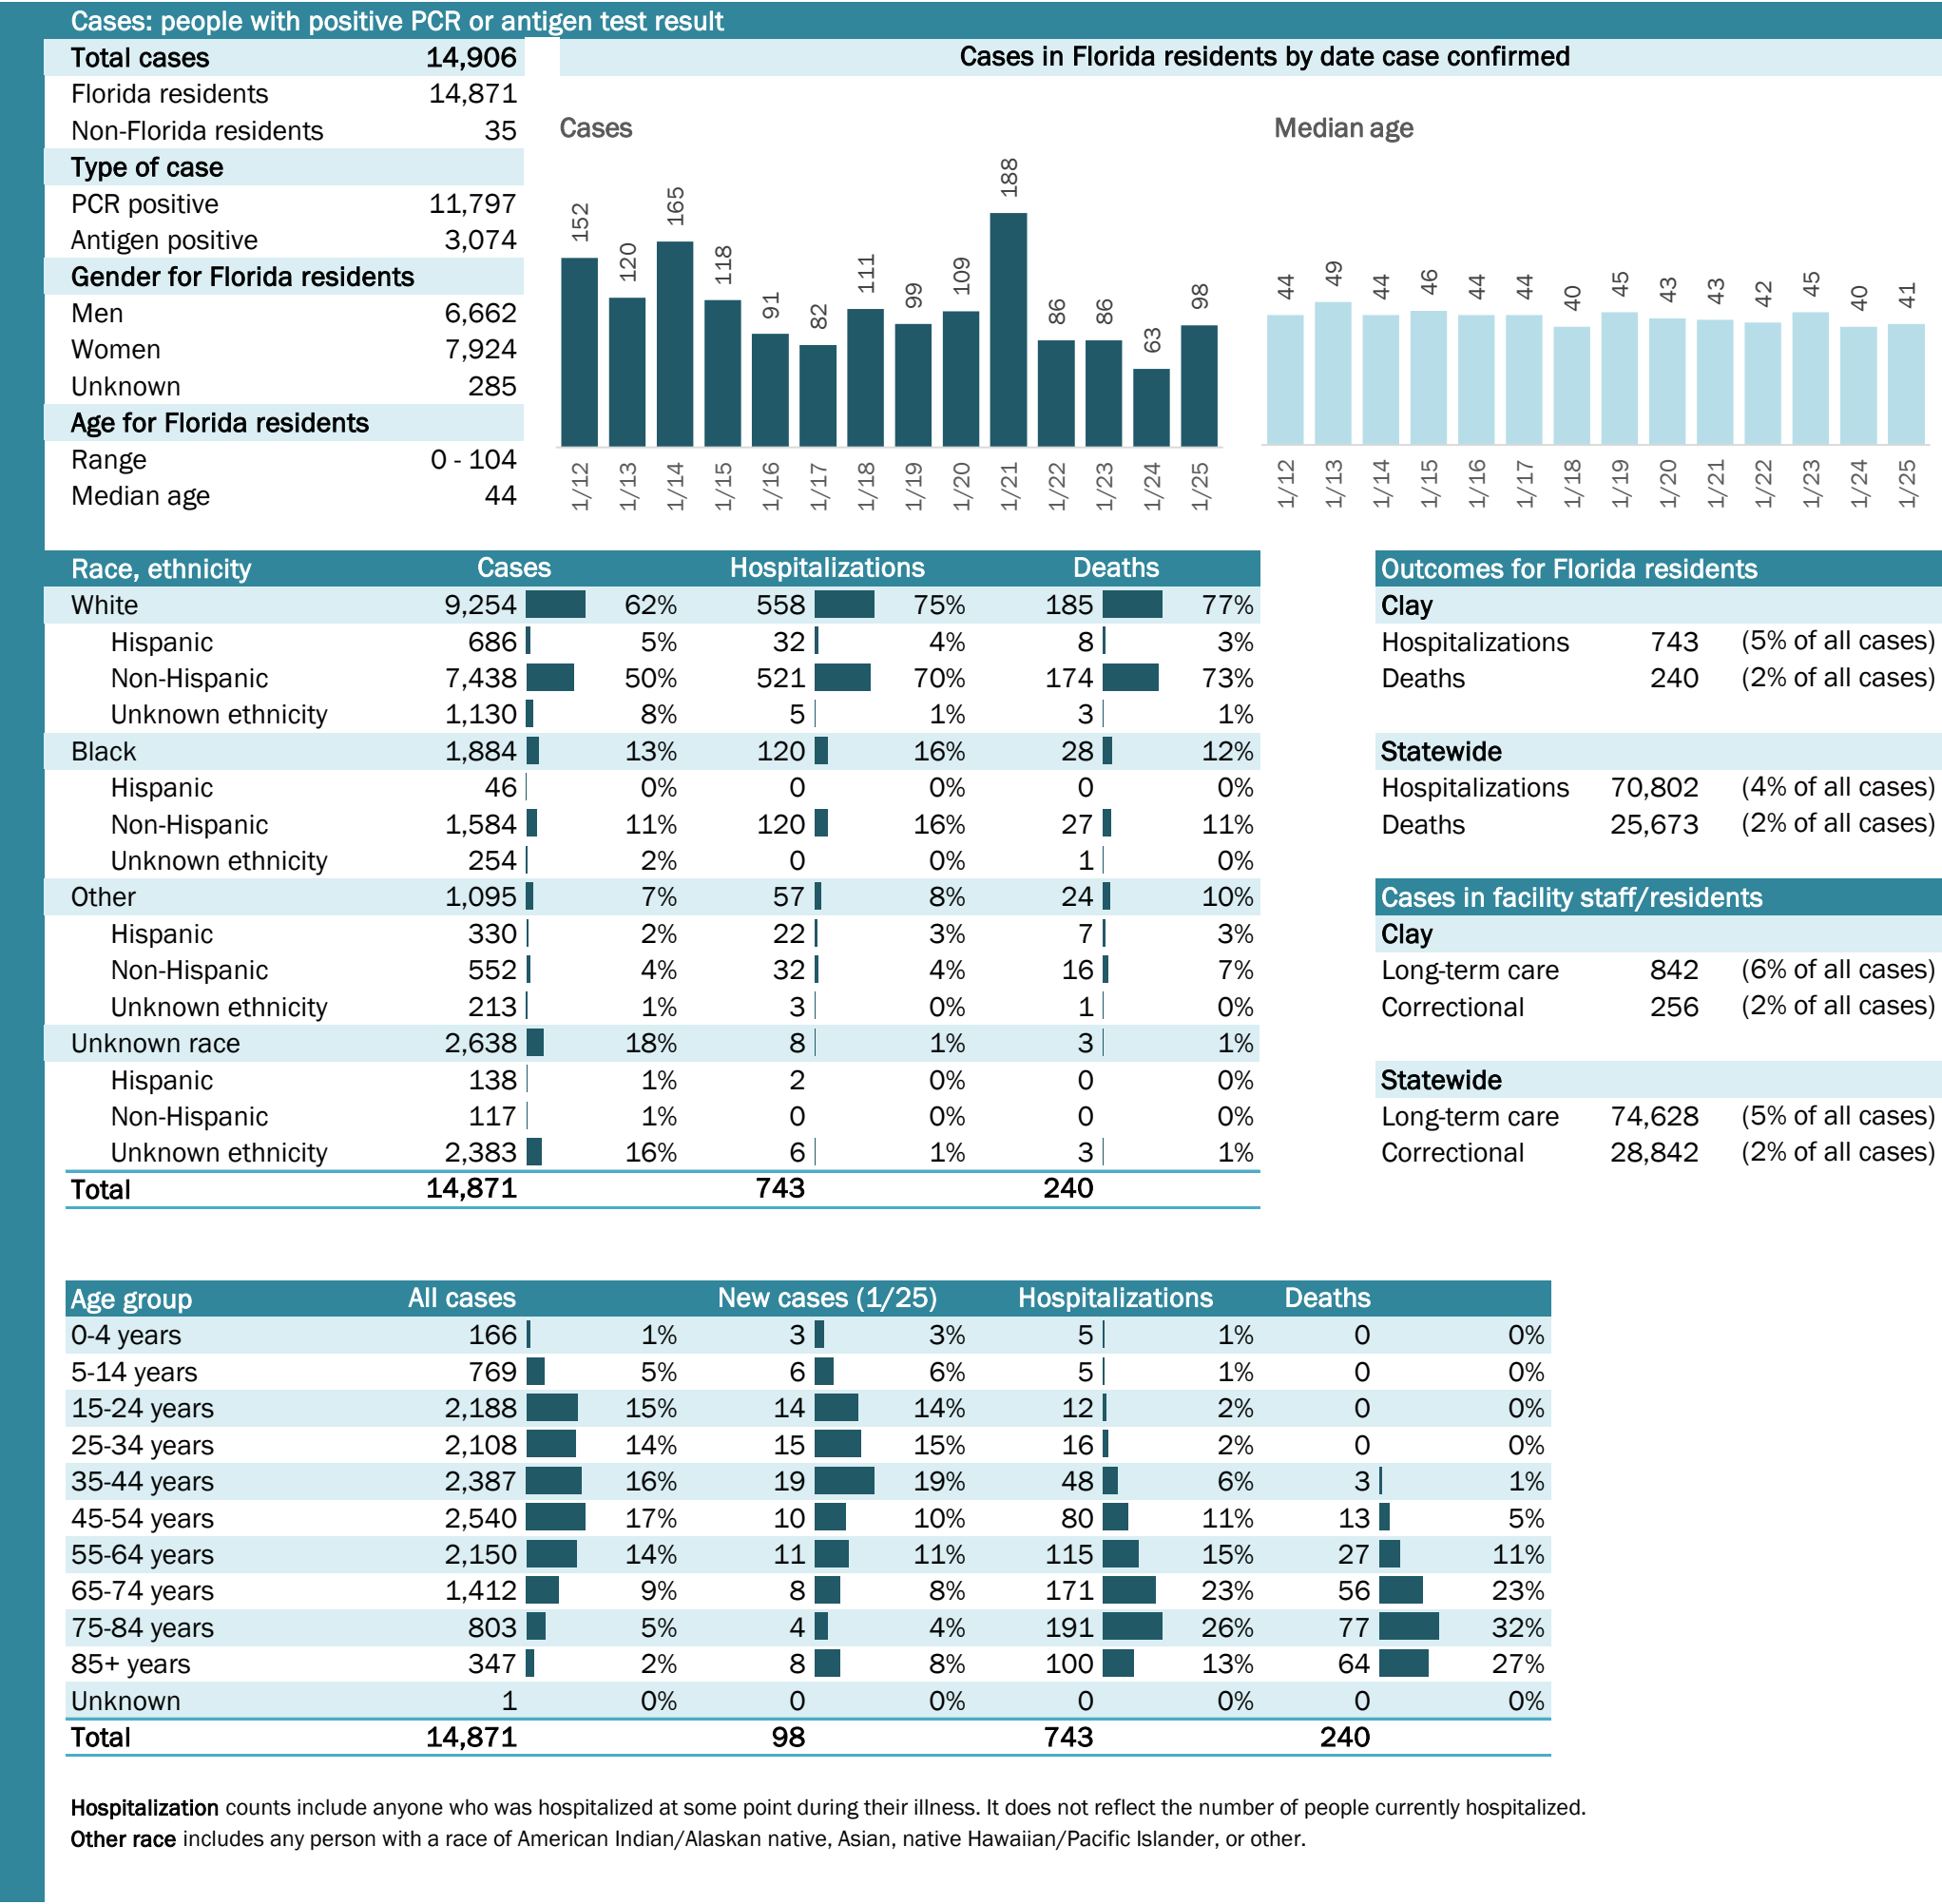 Cases: people with positive PCR or antigen test result
Total cases 14,906
Florida residents 14,871
Non-Florida residents 35
Type of case
PCR positive 11,797
Antigen positive 3,074
Gender for Florida residents
Men 6,662
Women 7,924
Unknown 285
Age for Florida residents
Range 0 - 104
Median age 44
Cases in Florida residents by date case confirmed
Cases
152 120 165 118 91 82 111 99 109 188 86 86 63 98
1/12 1/13 1/14 1/15 1/16 1/17 1/18 1/19 1/20 1/21 1/22 1/23 1/24 1/25
Median age
44 49 44 46 44 44 40 45 43 43 42 45 40 41
1/12 1/13 1/14 1/15 1/16 1/17 1/18 1/19 1/20 1/21 1/22 1/23 1/24 1/25
Race, ethnicity Cases Hospitalizations Deaths
White 9,254 62% 558 75% 185 77%
Hispanic 686 5% 32 4% 8 3%
Non-Hispanic 7,438 50% 521 70% 174 73%
Unknown ethnicity 1,130 8% 5 1% 3 1%
Black 1,884 13% 120 16% 28 12%
Hispanic 46 0% 0 0% 0 0%
Non-Hispanic 1,584 11% 120 16% 27 11%
Unknown ethnicity 254 2% 0 0% 1 0%
Other 1,095 7% 57 8% 24 10%
Hispanic 330 2% 22 3% 7 3%
Non-Hispanic 552 4% 32 4% 16 7%
Unknown ethnicity 213 1% 3 0% 1 0%
Unknown race 2,638 18% 8 1% 3 1%
Hispanic 138 1% 2 0% 0 0%
Non-Hispanic 117 1% 0 0% 0 0%
Unknown ethnicity 2,383 16% 6 1% 3 1%
Total 14,871 743 240
Outcomes for Florida residents
Clay
Hospitalizations 743 (5% of all cases)
Deaths 240 (2% of all cases)
Statewide
Hospitalizations 70,802 (4% of all cases)
Deaths 25,673 (2% of all cases)
Cases in facility staff/residents
Clay
Long-term care 842 (6% of all cases)
Correctional 256 (2% of all cases)
Statewide
Long-term care 74,628 (5% of all cases)
Correctional 28,842 (2% of all cases)
Age group All cases New cases (1/25) Hospitalizations Deaths
0-4 years 166 1% 3 3% 5 1% 0 0%
5-14 years 769 5% 6 6% 5 1% 0 0%
15-24 years 2,188 15% 14 14% 12 2% 0 0%
25-34 years 2,108 14% 15 15% 16 2% 0 0%
35-44 years 2,387 16% 19 19% 48 6% 3 1%
45-54 years 2,540 17% 10 10% 80 11% 13 5%
55-64 years 2,150 14% 11 11% 115 15% 27 11%
65-74 years 1,412 9% 8 8% 171 23% 56 23%
75-84 years 803 5% 4 4% 191 26% 77 32%
85+ years 347 2% 8 8% 100 13% 64 27%
Unknown 1 0% 0 0% 0 0% 0 0%
Total 14,871 98 743 240
Hospitalization counts include anyone who was hospitalized at some point during their illness. It does not reflect the number of people currently hospitalized.
Other race includes any person with a race of American Indian/Alaskan native, Asian, native Hawaiian/Pacific Islander, or other.